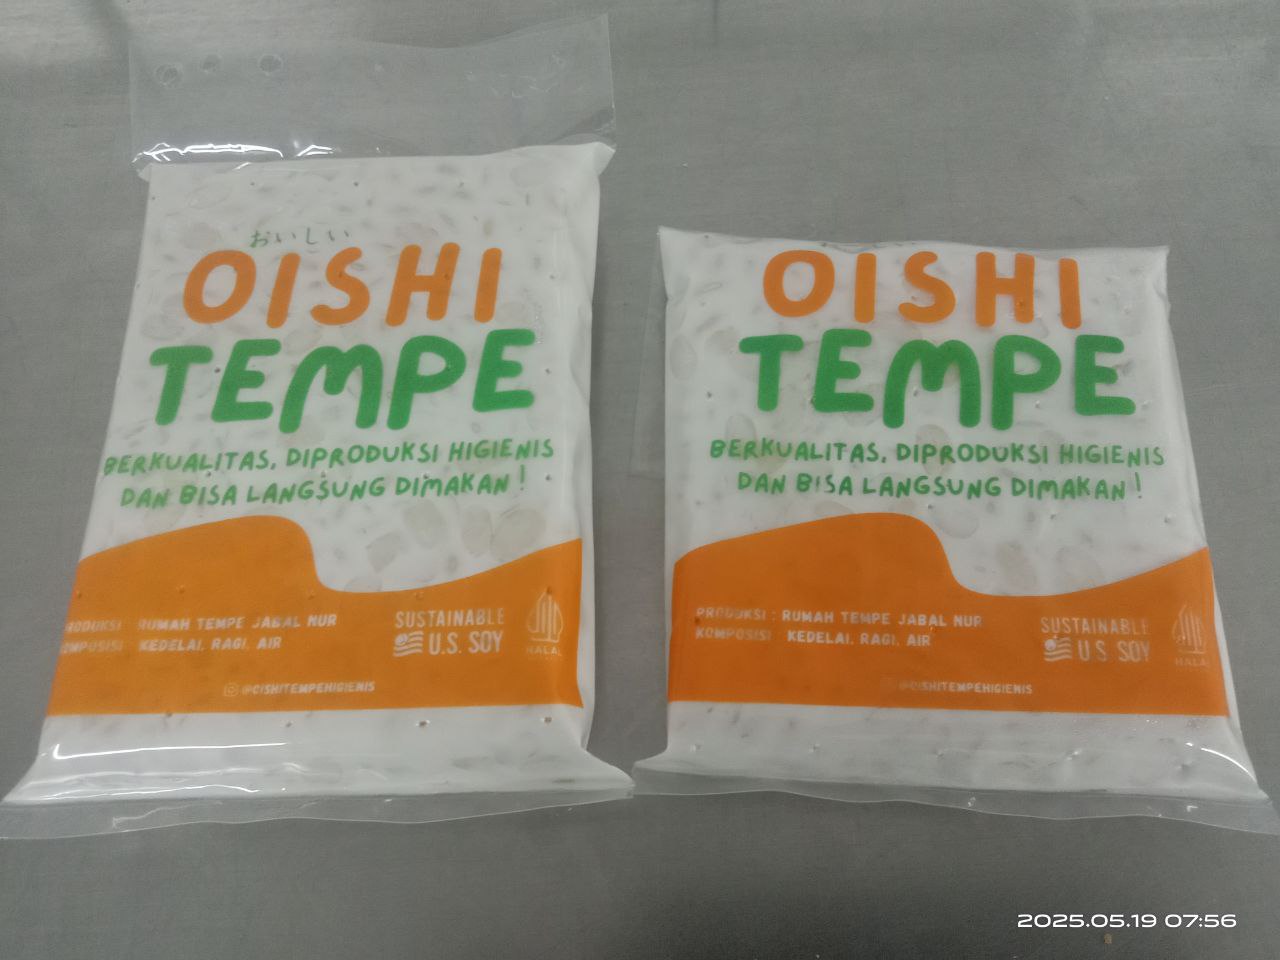 おいしい
OISHI
TEMPE
BERKUALITAS, DIPRODUKSI HIGIENIS
DAN BISA LANGSUNG DIMAKAN!
PRODUKSI : RUMAH TEMPE JABAL NUR
KOMPOSISI : KEDELAI, RAGI, AIR
SUSTAINABLE
U.S. SOY
HALAL
@OISHITEMPEHIGIENIS
OISHI
TEMPE
BERKUALITAS, DIPRODUKSI HIGIENIS
DAN BISA LANGSUNG DIMAKAN!
PRODUKSI : RUMAH TEMPE JABAL NUR
KOMPOSISI : KEDELAI, RAGI, AIR
SUSTAINABLE
U.S. SOY
HALAL
@OISHITEMPEHIGIENIS
2025.05.19 07:56